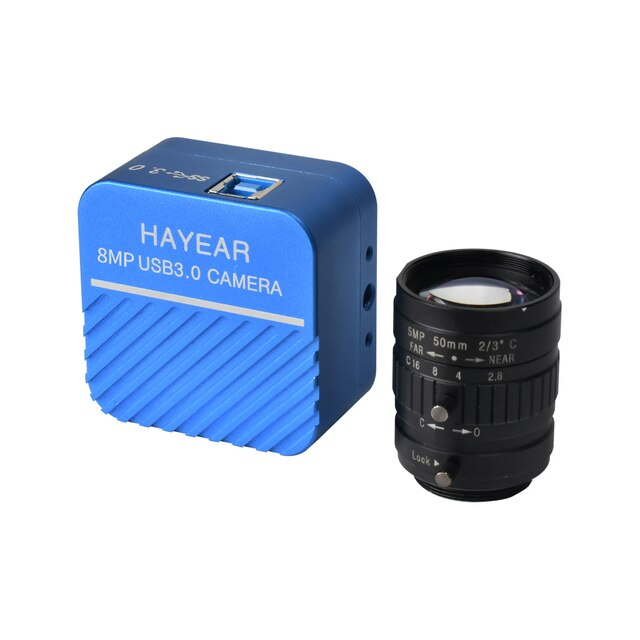 SS 3.0
HAYEAR
8MP USB3.0 CAMERA
5MP 50mm 2/3" C
FAR NEAR
C 16 8 4 2.8
C O
Lock